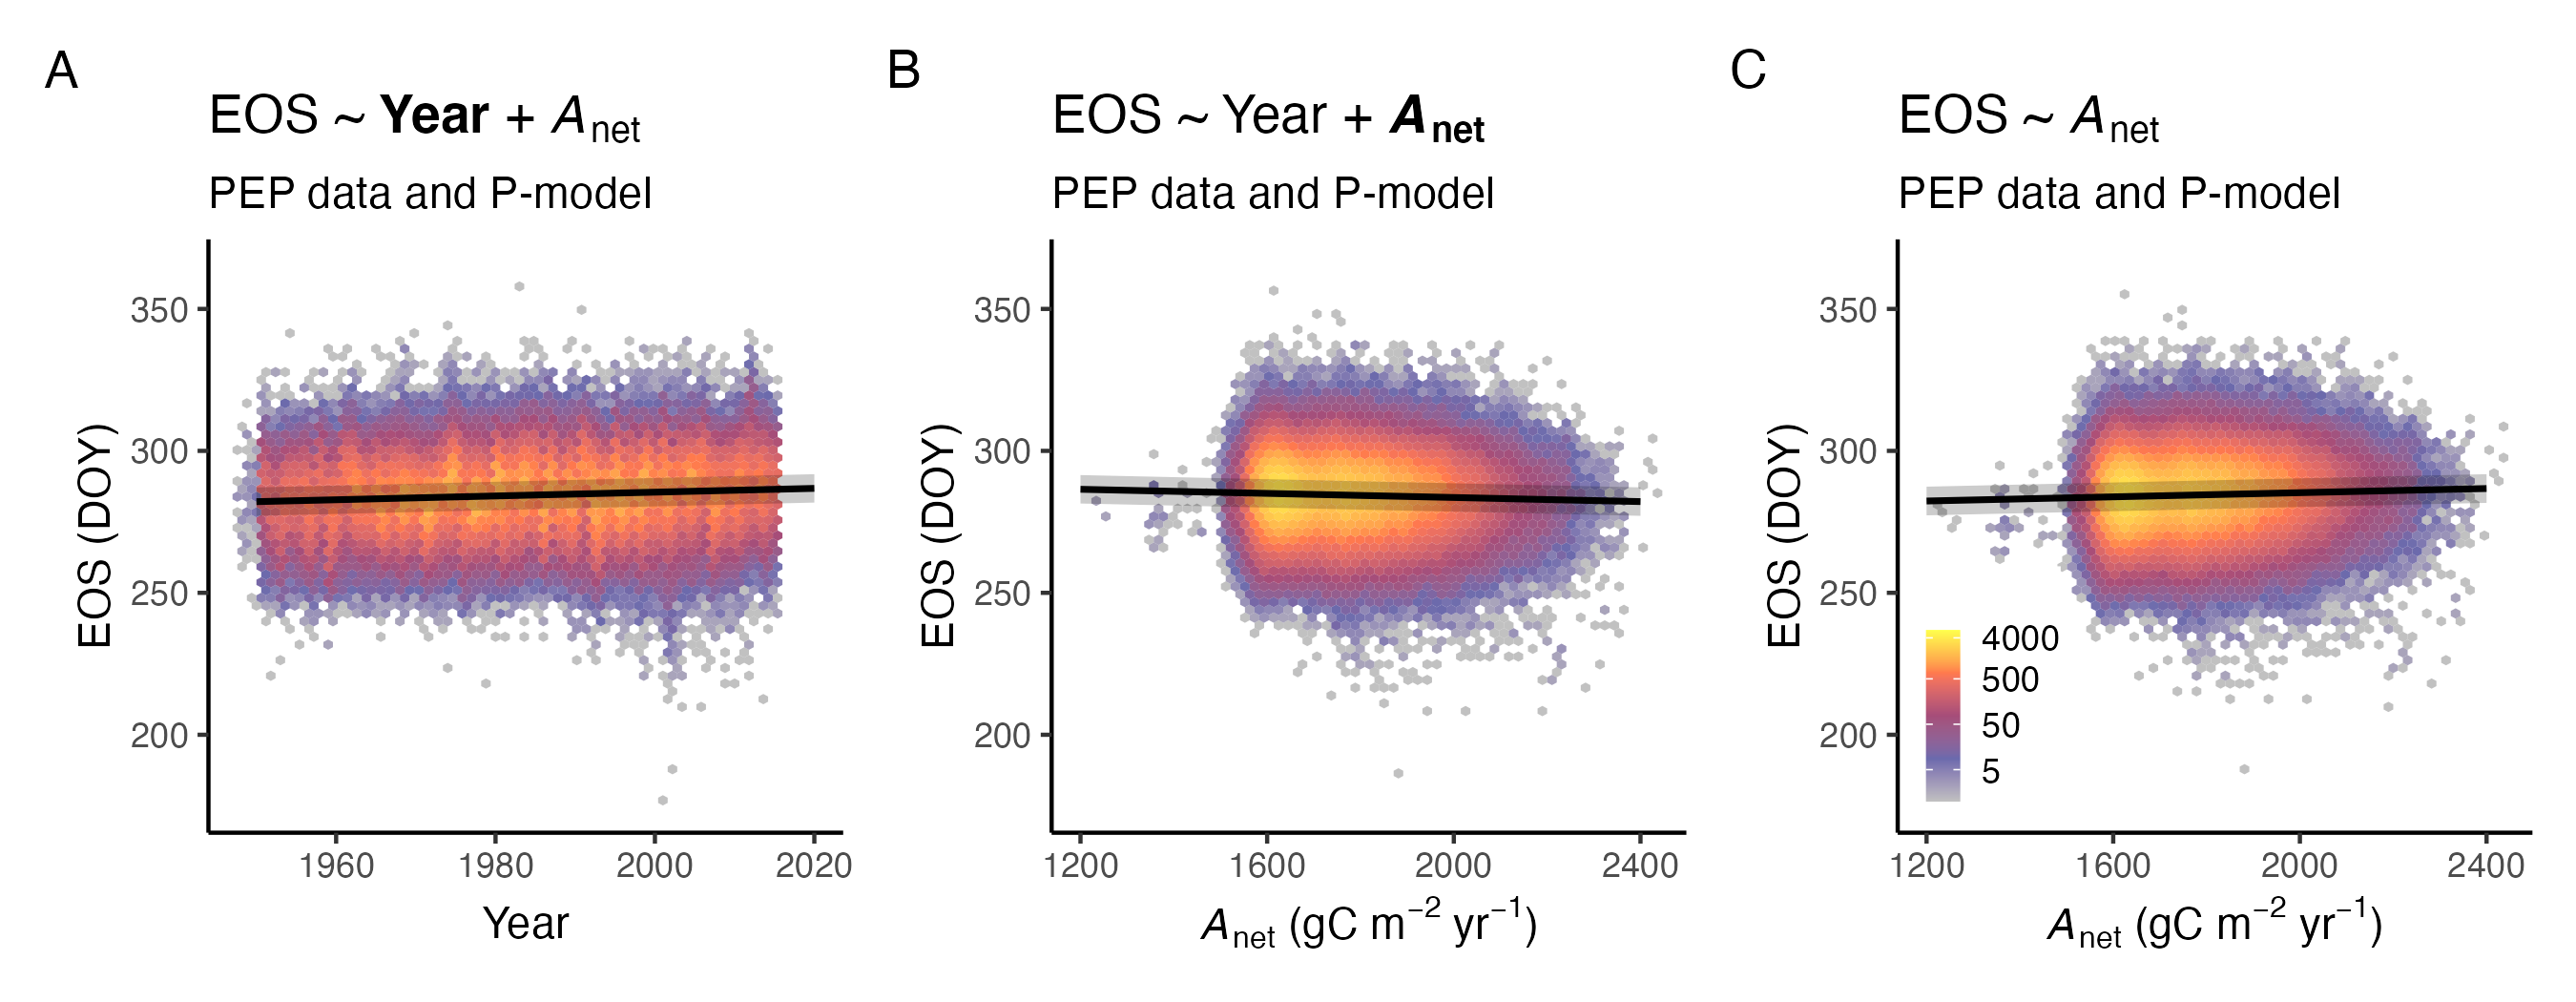 A
EOS ~ Year + Anet
PEP data and P-model
EOS (DOY)
350
300
250
200
1960 1980 2000 2020
Year
B
EOS ~ Year + Anet
PEP data and P-model
EOS (DOY)
350
300
250
200
1200 1600 2000 2400
Anet (gC m−2 yr−1)
C
EOS ~ Anet
PEP data and P-model
EOS (DOY)
350
300
250
200
4000
500
50
5
1200 1600 2000 2400
Anet (gC m−2 yr−1)